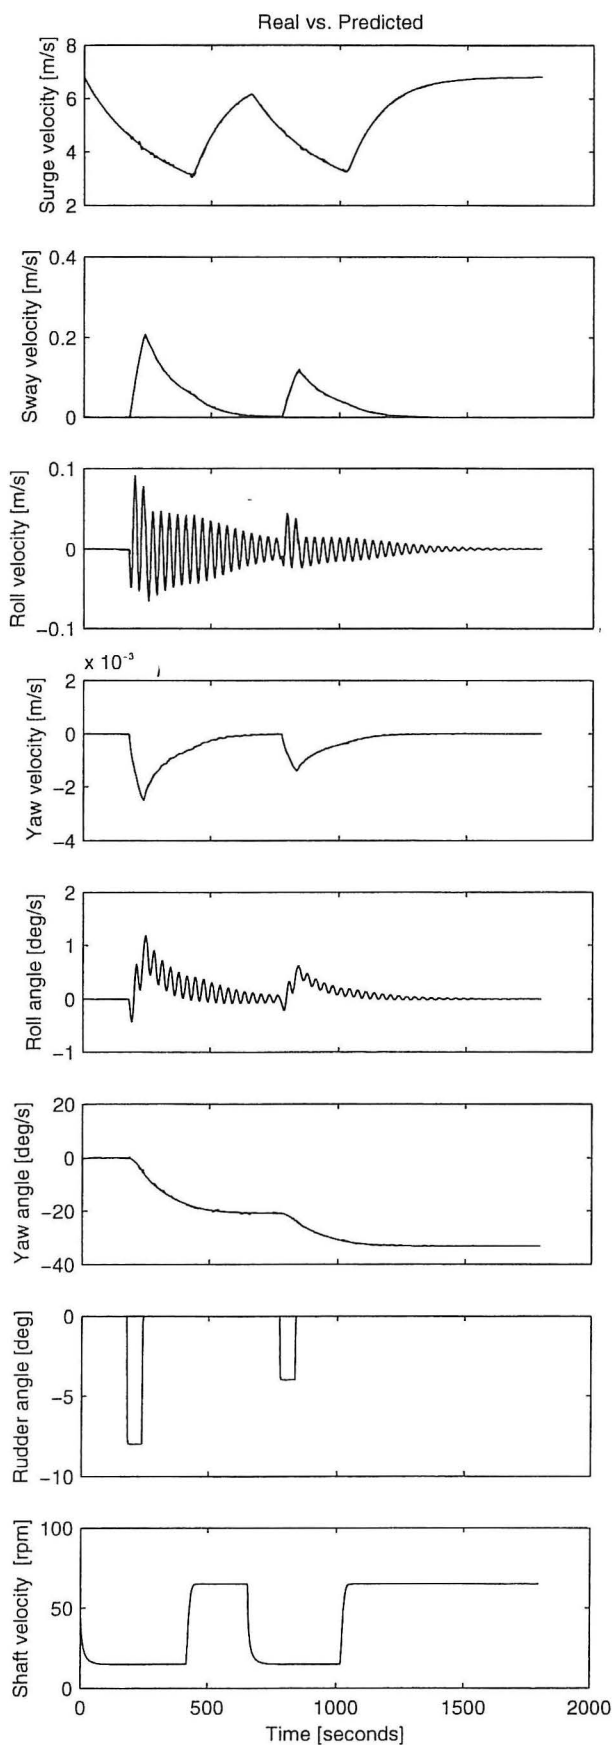 Real vs. Predicted
Surge velocity [m/s]
8
6
4
2
Sway velocity [m/s]
0.4
0.2
0
Roll velocity [m/s]
0.1
0
−0.1
x 10⁻³
Yaw velocity [m/s]
2
0
−2
−4
Roll angle [deg/s]
2
1
0
−1
Yaw angle [deg/s]
20
0
−20
−40
Rudder angle [deg]
0
−5
−10
Shaft velocity [rpm]
100
50
0
0 500 1000 1500 2000
Time [seconds]